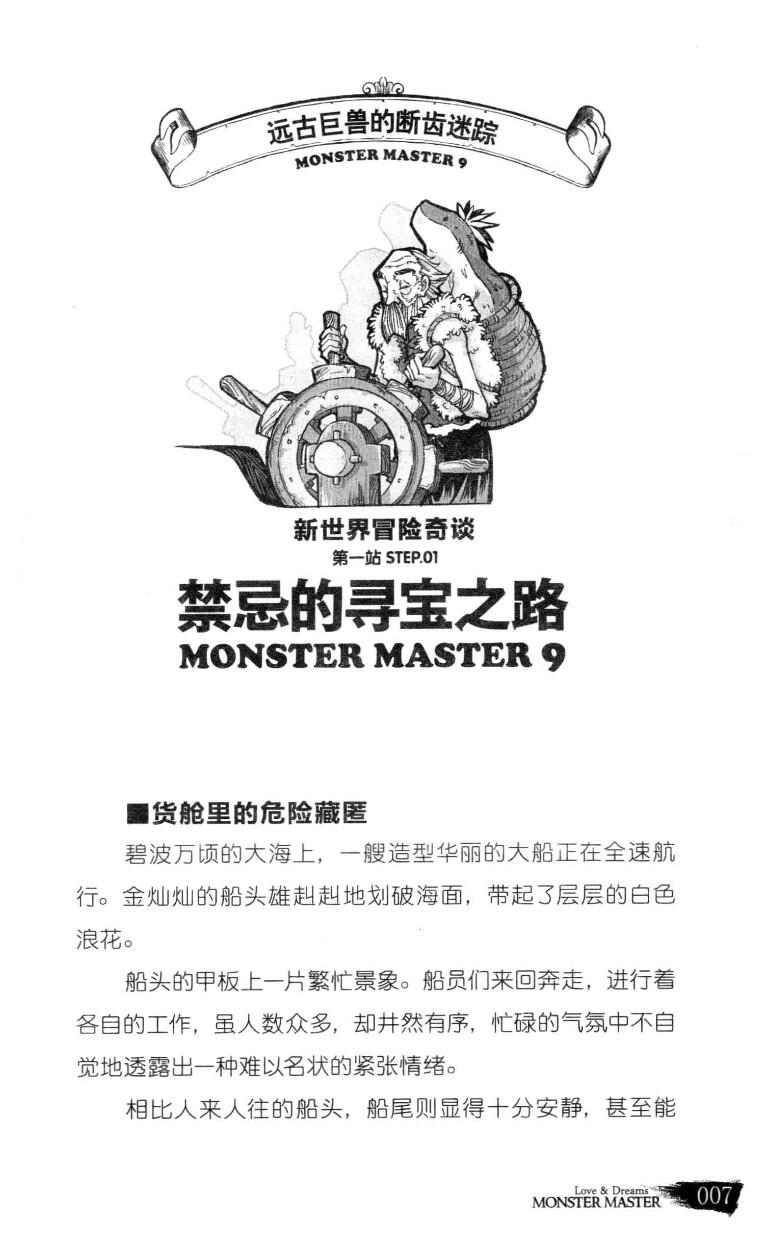 远古巨兽的断齿迷踪
MONSTER MASTER 9
新世界冒险奇谈
第一站 STEP.01
禁忌的寻宝之路
MONSTER MASTER 9
■货舱里的危险藏匿
碧波万顷的大海上，一艘造型华丽的大船正在全速航
行。金灿灿的船头雄赳赳地划破海面，带起了层层的白色
浪花。
船头的甲板上一片繁忙景象。船员们来回奔走，进行着
各自的工作，虽人数众多，却井然有序，忙碌的气氛中不自
觉地透露出一种难以名状的紧张情绪。
相比人来人往的船头，船尾则显得十分安静，甚至能
Love & Dreams
MONSTER MASTER
007